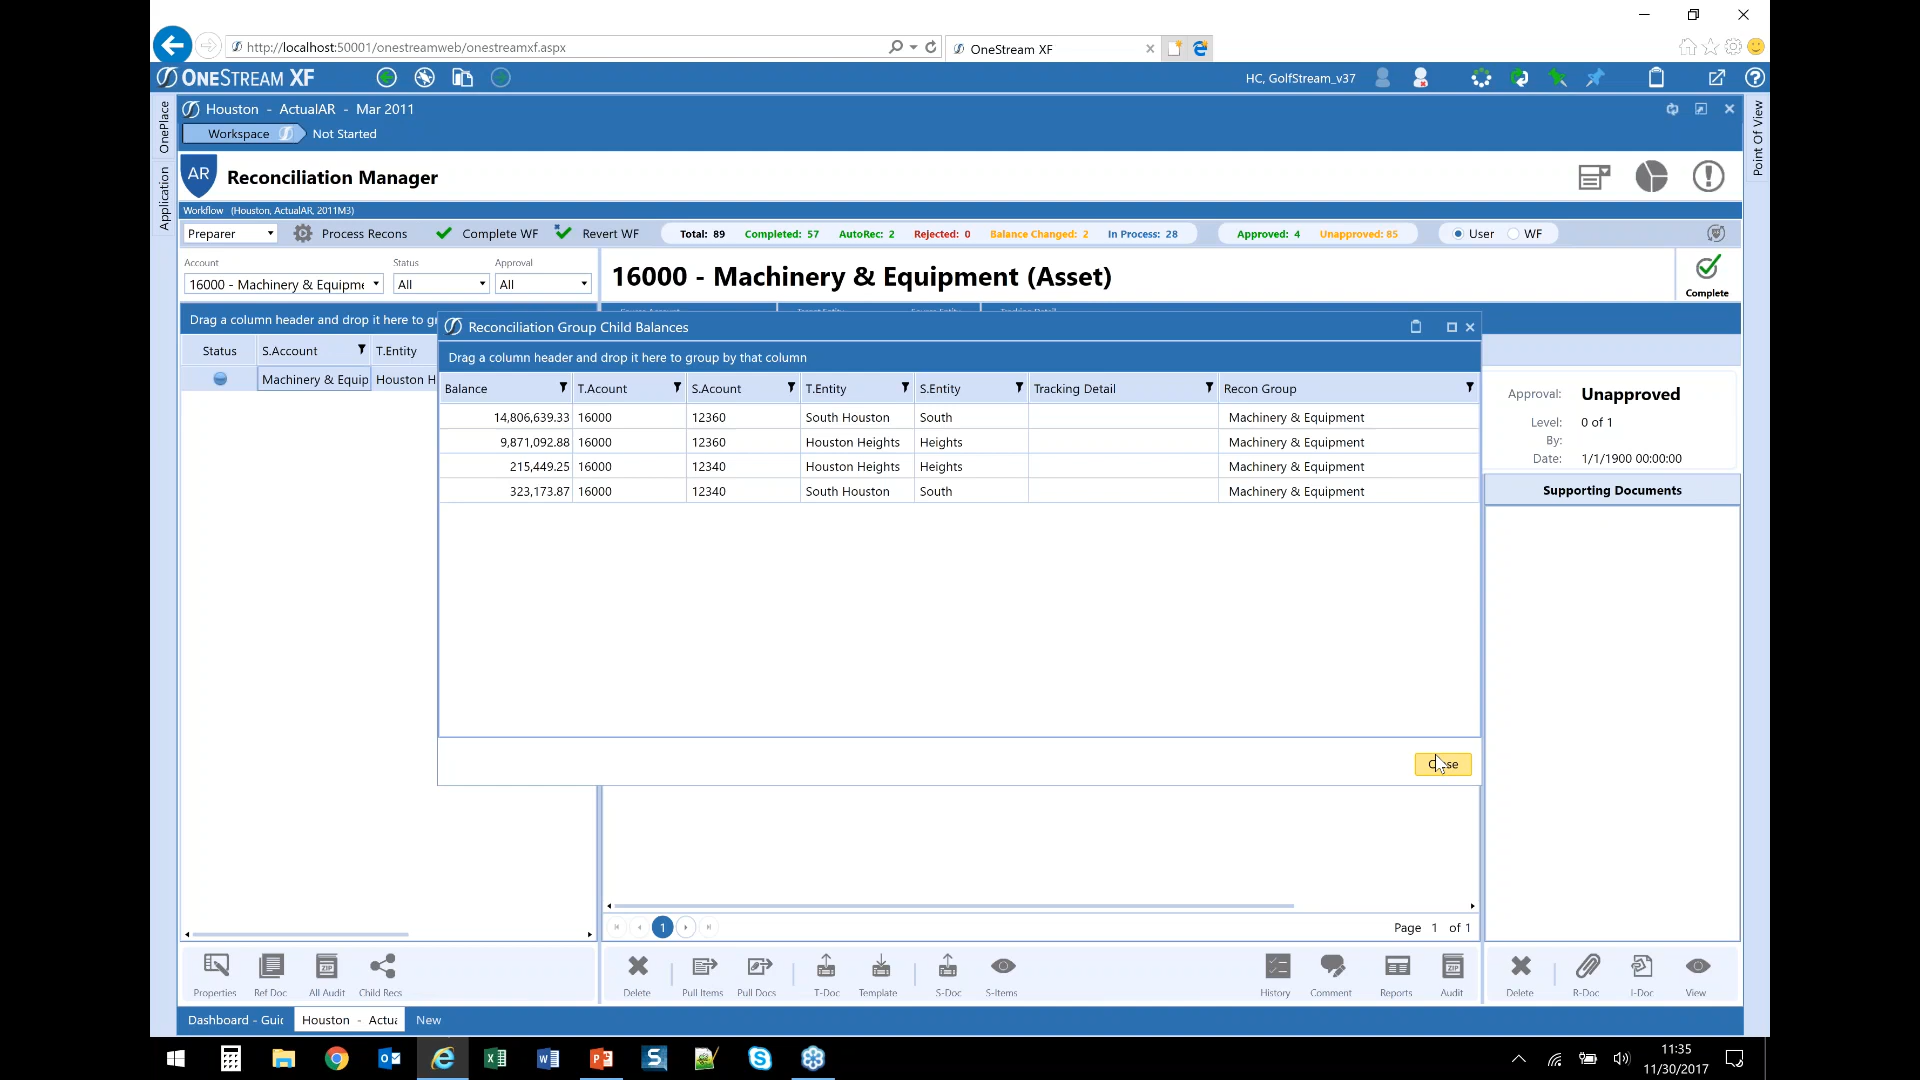 http://localhost:50001/onestreamweb/onestreamxf.aspx
OneStream XF
ONESTREAM XF
HC, GolfStream_v37
OnePlace
Application
Point Of View
Houston - ActualAR - Mar 2011
Workspace
Not Started
AR
Reconciliation Manager
Workflow (Houston, ActualAR, 2011M3)
Preparer
Process Recons
Complete WF
Revert WF
Total: 89
Completed: 57
AutoRec: 2
Rejected: 0
Balance Changed: 2
In Process: 28
Approved: 4
Unapproved: 85
User
WF
Account
Status
Approval
16000 - Machinery & Equipme
All
All
16000 - Machinery & Equipment (Asset)
Complete
Drag a column header and drop it here to gr
Status
S.Account
T.Entity
Machinery & Equip
Houston H
Reconciliation Group Child Balances
Drag a column header and drop it here to group by that column
Balance T.Acount S.Acount T.Entity S.Entity Tracking Detail Recon Group
14,806,639.33 16000 12360 South Houston South Machinery & Equipment
9,871,092.88 16000 12360 Houston Heights Heights Machinery & Equipment
215,449.25 16000 12340 Houston Heights Heights Machinery & Equipment
323,173.87 16000 12340 South Houston South Machinery & Equipment
Approval: Unapproved
Level: 0 of 1
By:
Date: 1/1/1900 00:00:00
Supporting Documents
1
Page 1 of 1
Properties
Ref Doc
ZIP
All Audit
Child Recs
Delete
Pull Items
Pull Docs
T-Doc
Template
S-Doc
S-Items
History
Comment
Reports
ZIP
Audit
Delete
R-Doc
I-Doc
View
Dashboard - Gui
Houston - Actua
New
11:35
11/30/2017